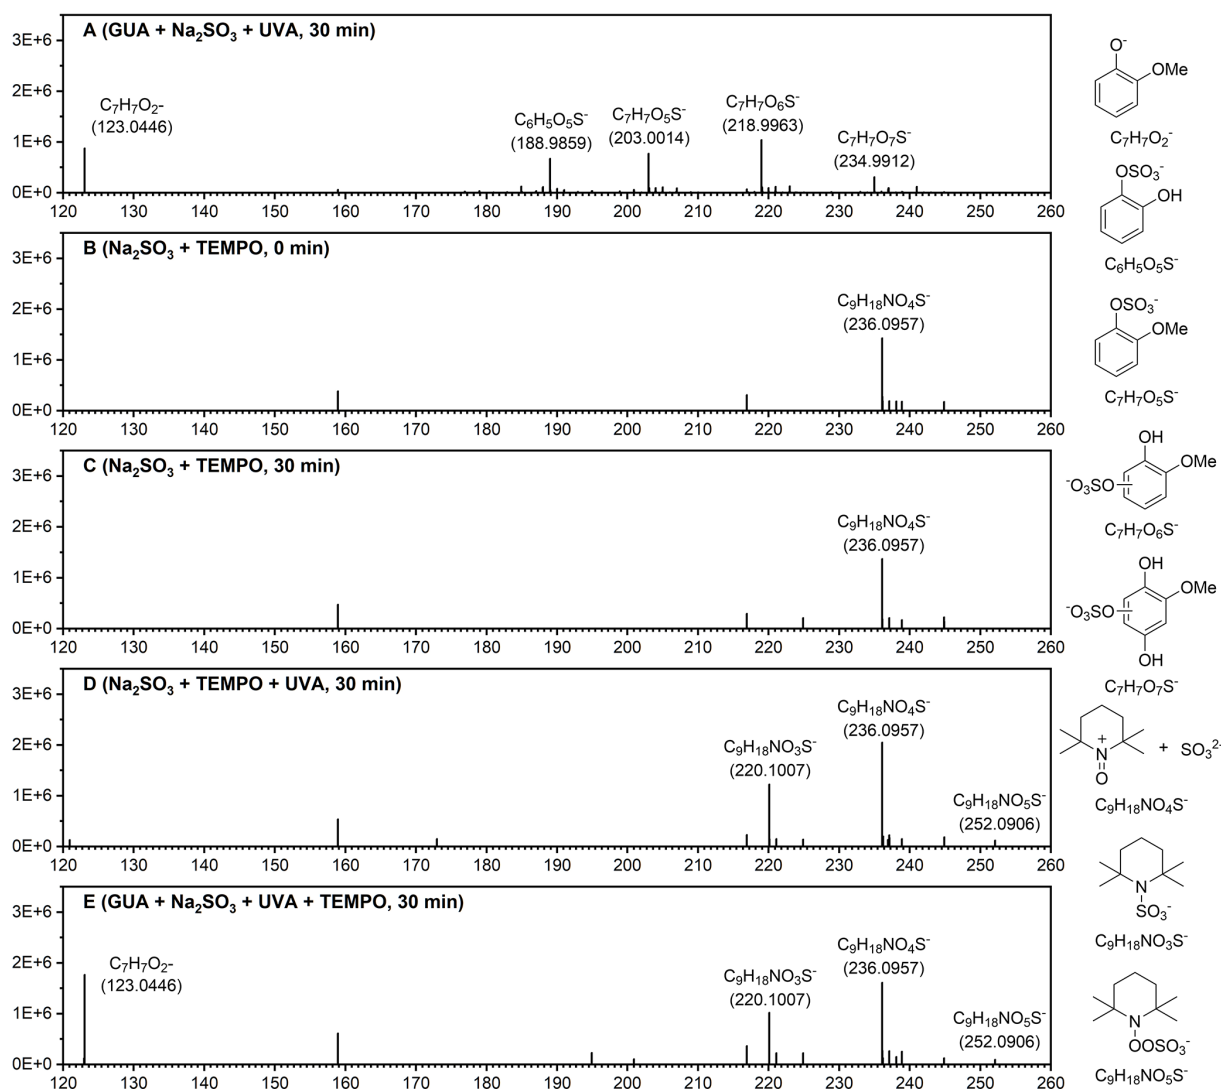 A (GUA + Na₂SO₃ + UVA, 30 min)
3E+6
2E+6
1E+6
0E+0
C₇H₇O₂-
(123.0446)
C₆H₅O₅S⁻
(188.9859)
C₇H₇O₅S⁻
(203.0014)
C₇H₇O₆S⁻
(218.9963)
C₇H₇O₇S⁻
(234.9912)
120 130 140 150 160 170 180 190 200 210 220 230 240 250 260
B (Na₂SO₃ + TEMPO, 0 min)
3E+6
2E+6
1E+6
0E+0
C₉H₁₈NO₄S⁻
(236.0957)
120 130 140 150 160 170 180 190 200 210 220 230 240 250 260
C (Na₂SO₃ + TEMPO, 30 min)
3E+6
2E+6
1E+6
0E+0
C₉H₁₈NO₄S⁻
(236.0957)
120 130 140 150 160 170 180 190 200 210 220 230 240 250 260
D (Na₂SO₃ + TEMPO + UVA, 30 min)
3E+6
2E+6
1E+6
0E+0
C₉H₁₈NO₃S⁻
(220.1007)
C₉H₁₈NO₄S⁻
(236.0957)
C₉H₁₈NO₅S⁻
(252.0906)
120 130 140 150 160 170 180 190 200 210 220 230 240 250 260
E (GUA + Na₂SO₃ + UVA + TEMPO, 30 min)
3E+6
2E+6
1E+6
0E+0
C₇H₇O₂-
(123.0446)
C₉H₁₈NO₃S⁻
(220.1007)
C₉H₁₈NO₄S⁻
(236.0957)
C₉H₁₈NO₅S⁻
(252.0906)
120 130 140 150 160 170 180 190 200 210 220 230 240 250 260
O⁻
OMe
C₇H₇O₂⁻
OSO₃⁻
OH
C₆H₅O₅S⁻
OSO₃⁻
OMe
C₇H₇O₅S⁻
OH
OMe
⁻O₃SO
C₇H₇O₆S⁻
OH
OMe
⁻O₃SO
OH
C₇H₇O₇S⁻
+
N + SO₃²⁻
O
C₉H₁₈NO₄S⁻
N
SO₃⁻
C₉H₁₈NO₃S⁻
N
OOSO₃⁻
C₉H₁₈NO₅S⁻